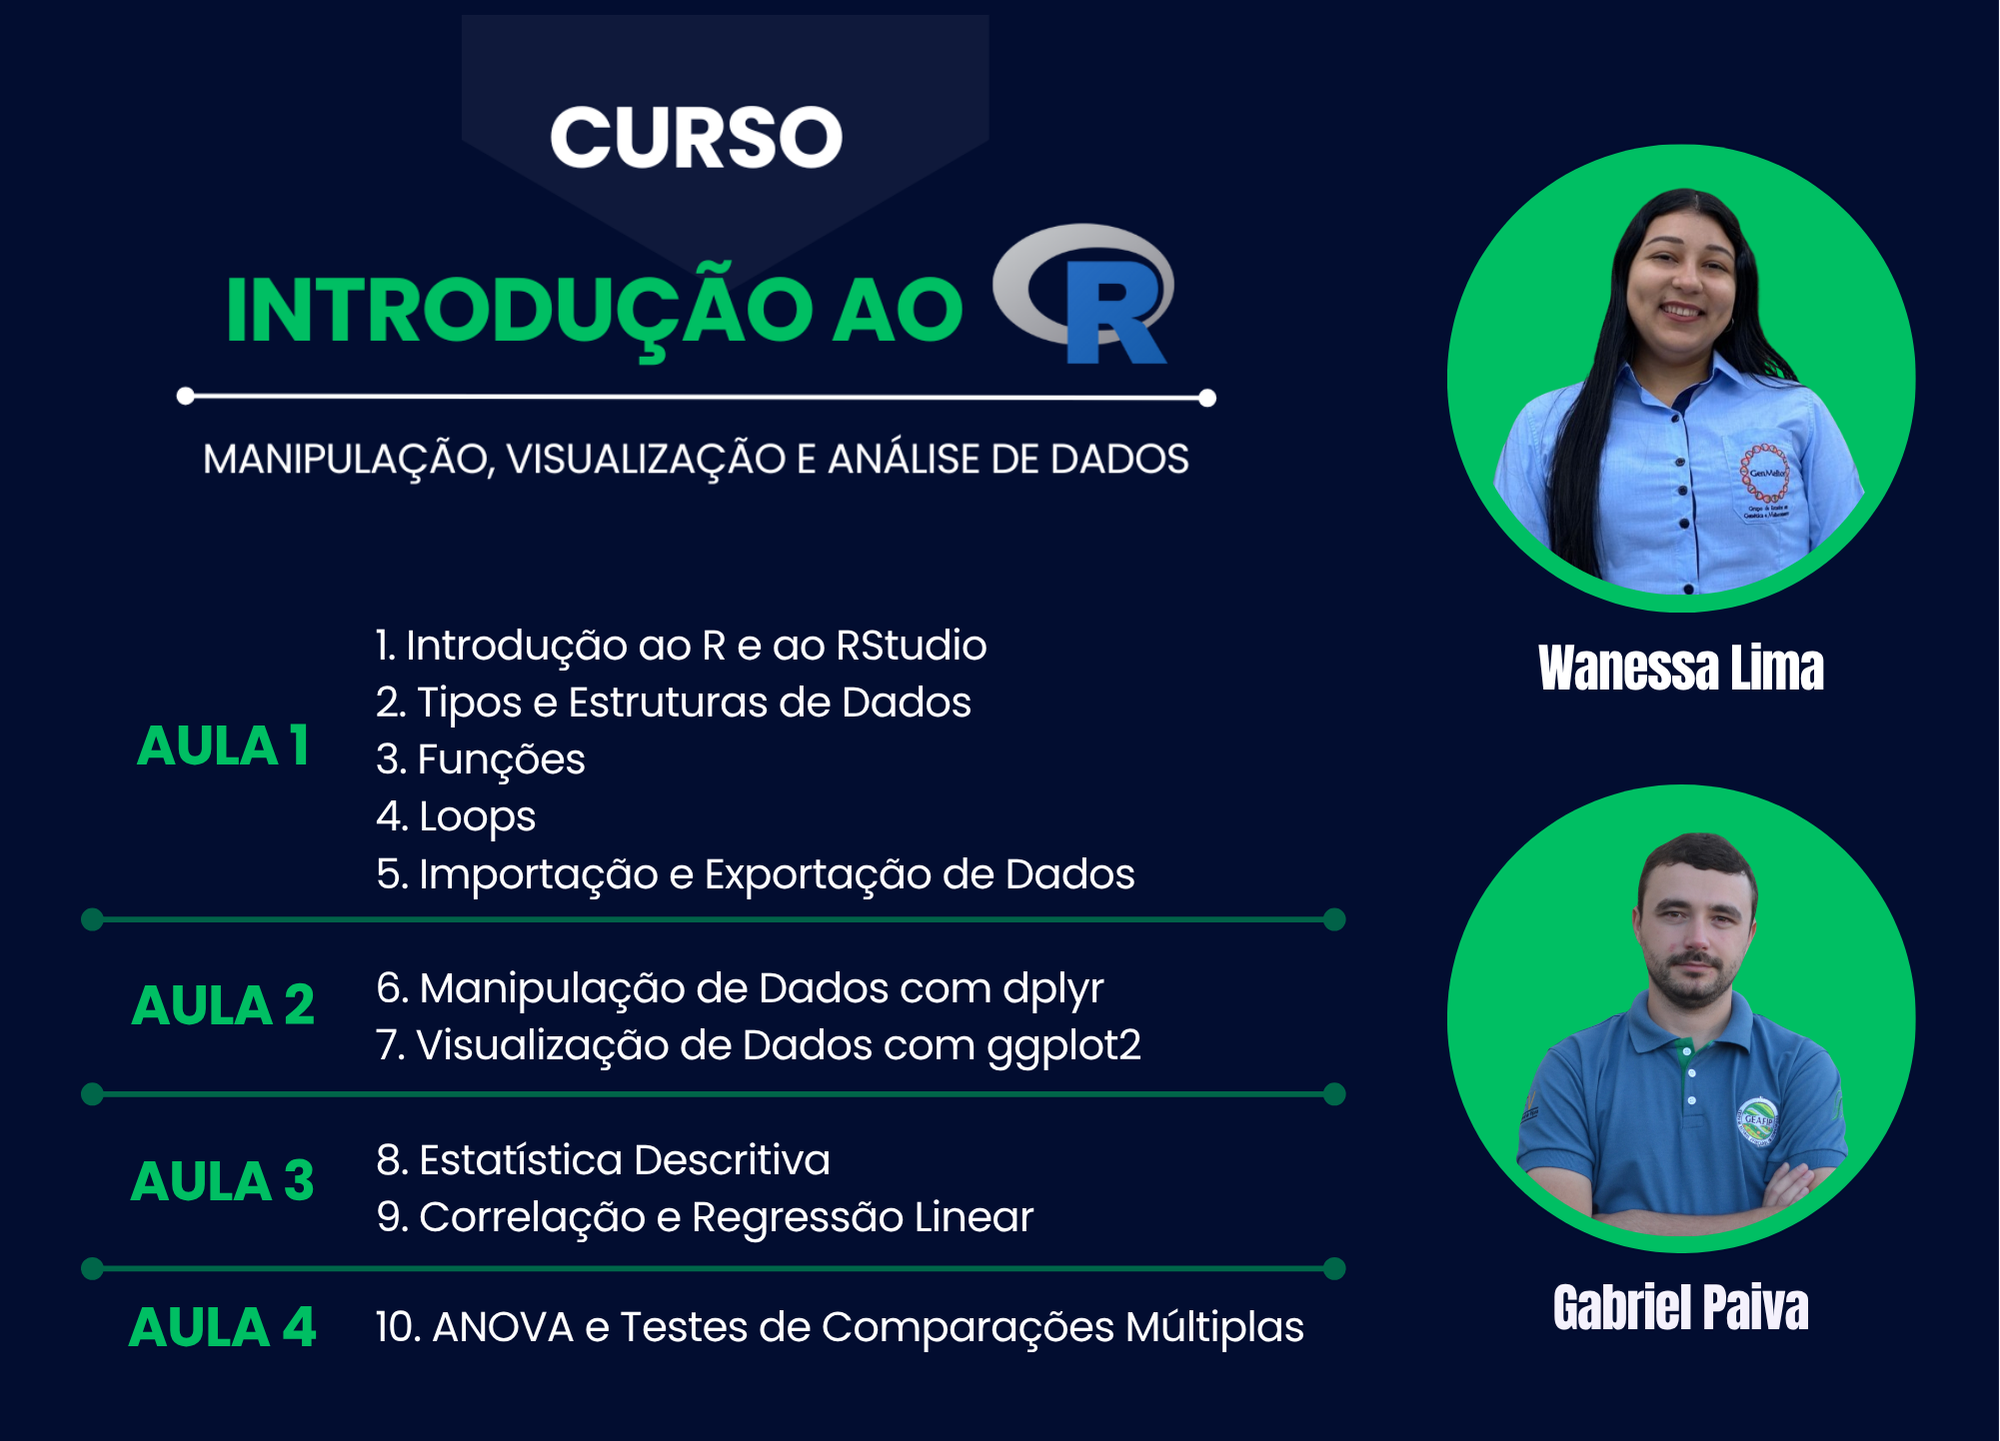 CURSO
INTRODUÇÃO AO R
MANIPULAÇÃO, VISUALIZAÇÃO E ANÁLISE DE DADOS
AULA 1
1. Introdução ao R e ao RStudio
2. Tipos e Estruturas de Dados
3. Funções
4. Loops
5. Importação e Exportação de Dados
AULA 2
6. Manipulação de Dados com dplyr
7. Visualização de Dados com ggplot2
AULA 3
8. Estatística Descritiva
9. Correlação e Regressão Linear
AULA 4
10. ANOVA e Testes de Comparações Múltiplas
GenMelhor
Wanessa Lima
GEAFIP
Gabriel Paiva